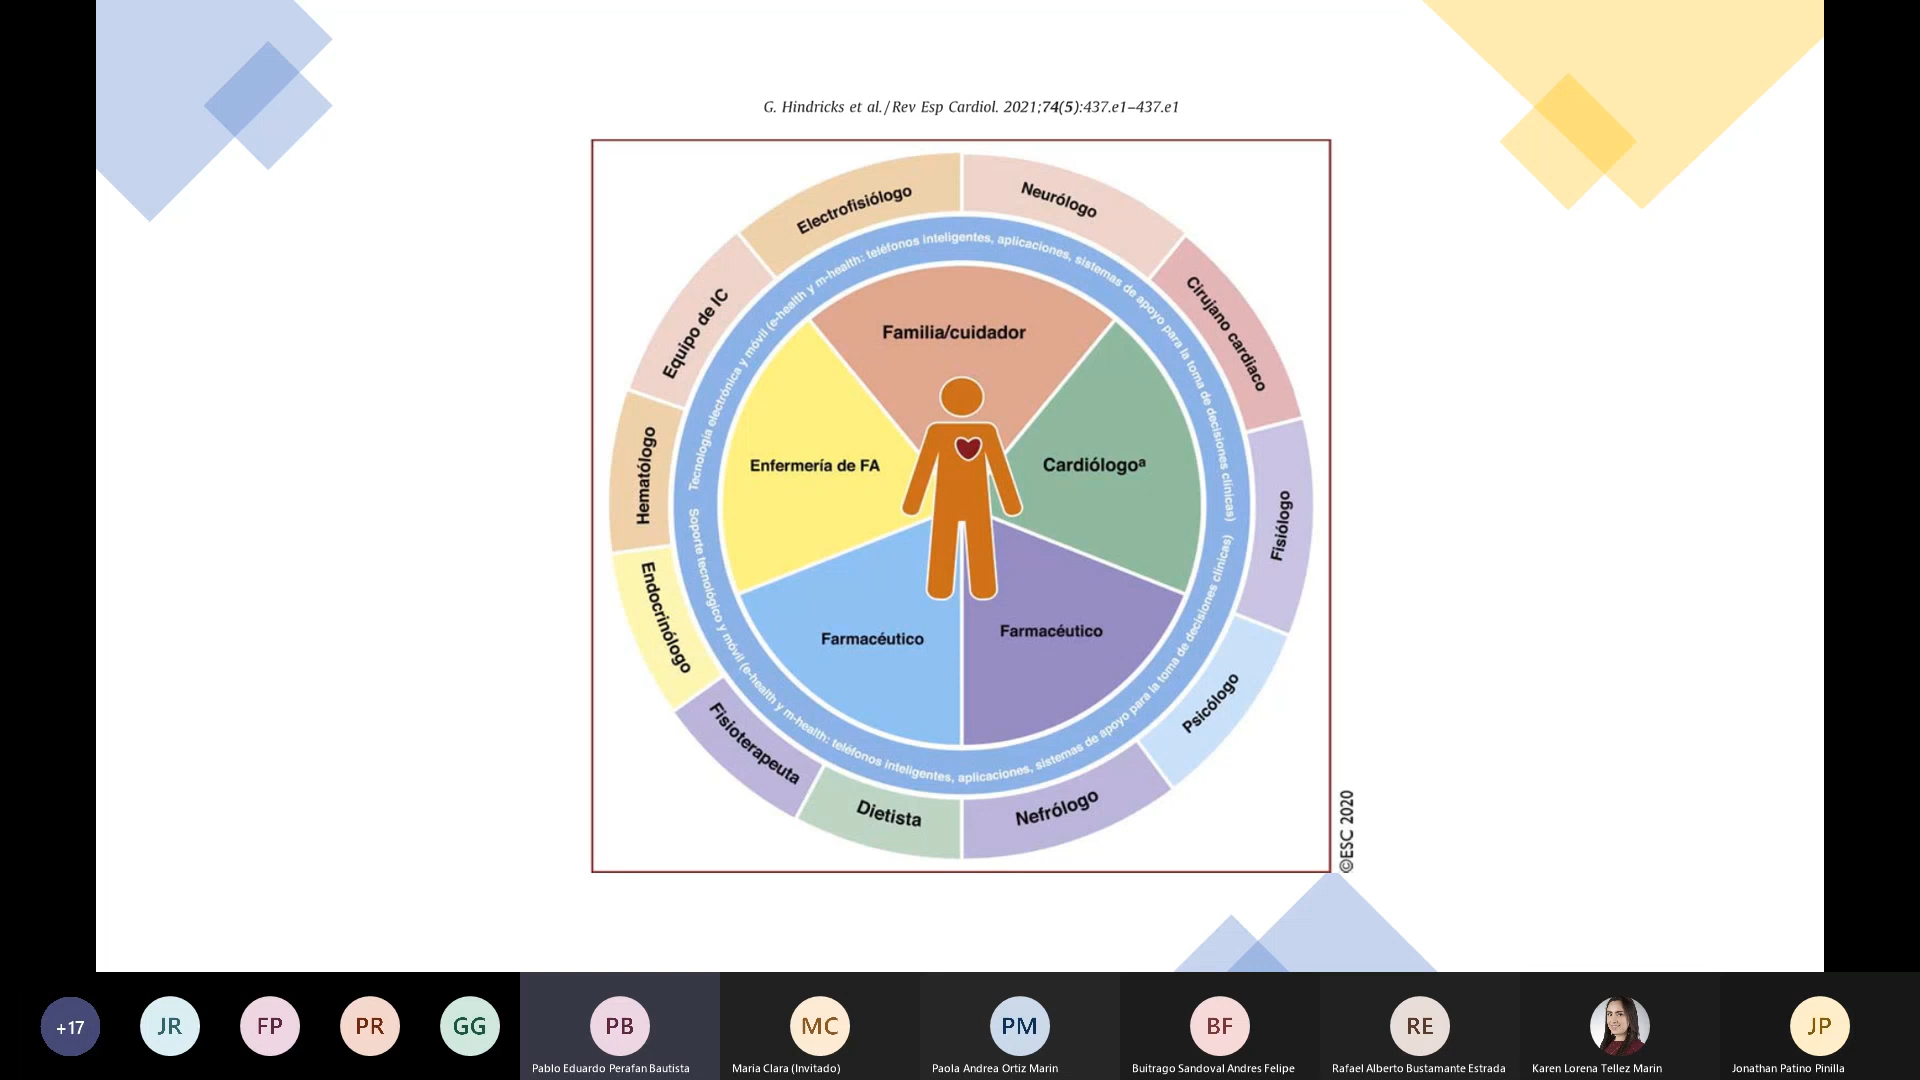 G. Hindricks et al./Rev Esp Cardiol. 2021;74(5):437.e1–437.e1
Electrofisiólogo
Neurólogo
Cirujano cardiaco
Fisiólogo
Psicólogo
Nefrólogo
Dietista
Fisioterapeuta
Endocrinólogo
Hematólogo
Equipo de IC
Tecnología electrónica y móvil (e-health y m-health: teléfonos inteligentes, aplicaciones, sistemas de apoyo para la toma de decisiones clínicas)
Soporte tecnológico y móvil (e-health y m-health: teléfonos inteligentes, aplicaciones, sistemas de apoyo para la toma de decisiones clínicas)
Familia/cuidador
Enfermería de FA
Cardiólogoª
Farmacéutico
Farmacéutico
©ESC 2020
+17
JR
FP
PR
GG
PB
MC
PM
BF
RE
JP
Pablo Eduardo Perafan Bautista
Maria Clara (Invitado)
Paola Andrea Ortiz Marin
Buitrago Sandoval Andres Felipe
Rafael Alberto Bustamante Estrada
Karen Lorena Tellez Marin
Jonathan Patino Pinilla